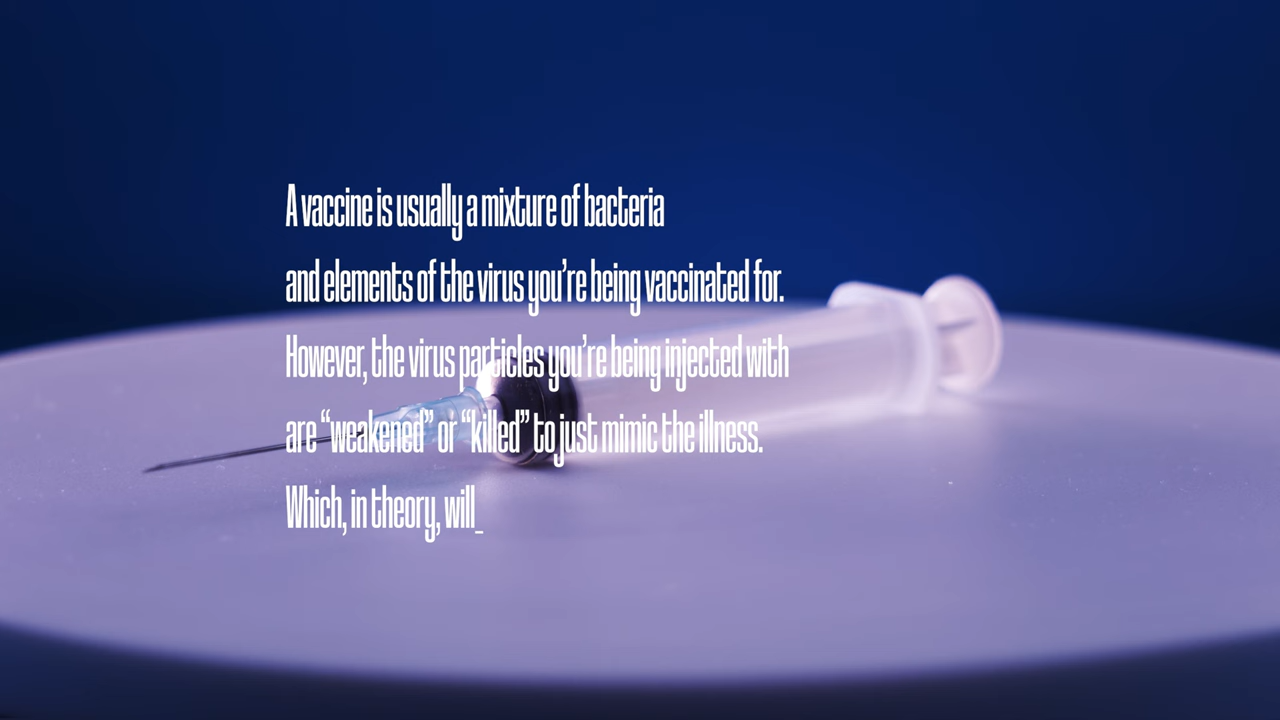 A vaccine is usually a mixture of bacteria
and elements of the virus you’re being vaccinated for.
However, the virus particles you’re being injected with
are “weakened” or “killed” to just mimic the illness.
Which, in theory, will_